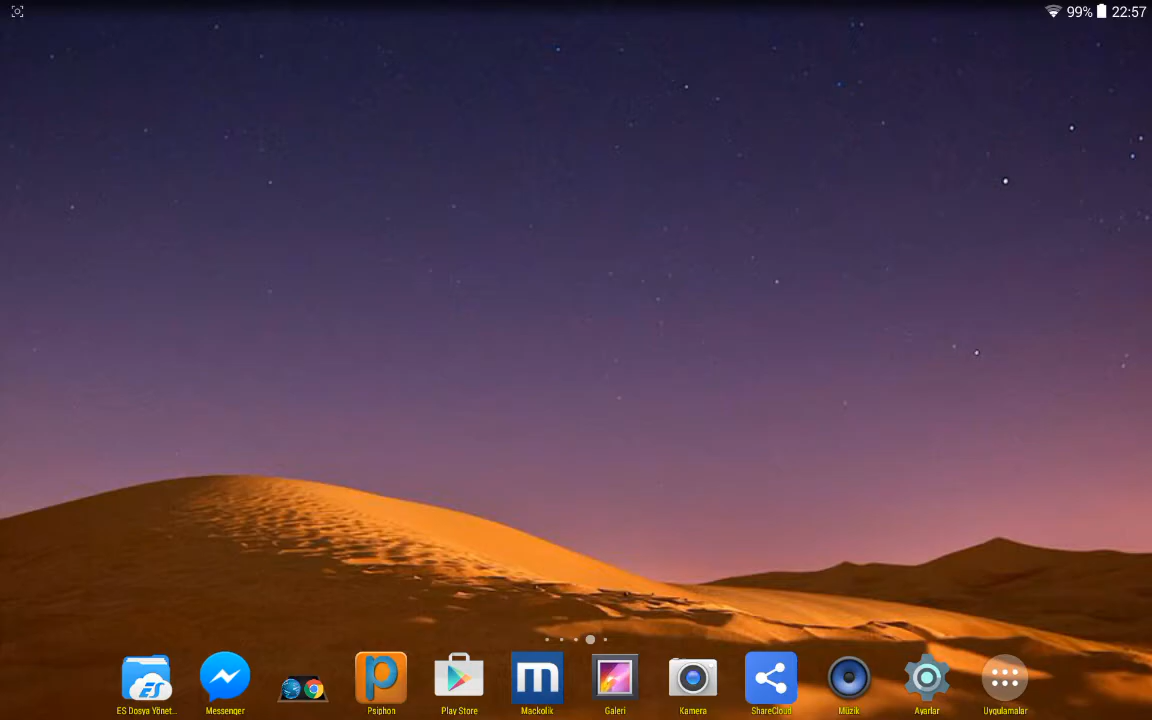 99% 22:57
ES Dosya Yönet...
Messenger
Psiphon
Play Store
Mackolik
Galeri
Kamera
ShareCloud
Müzik
Ayarlar
Uygulamalar